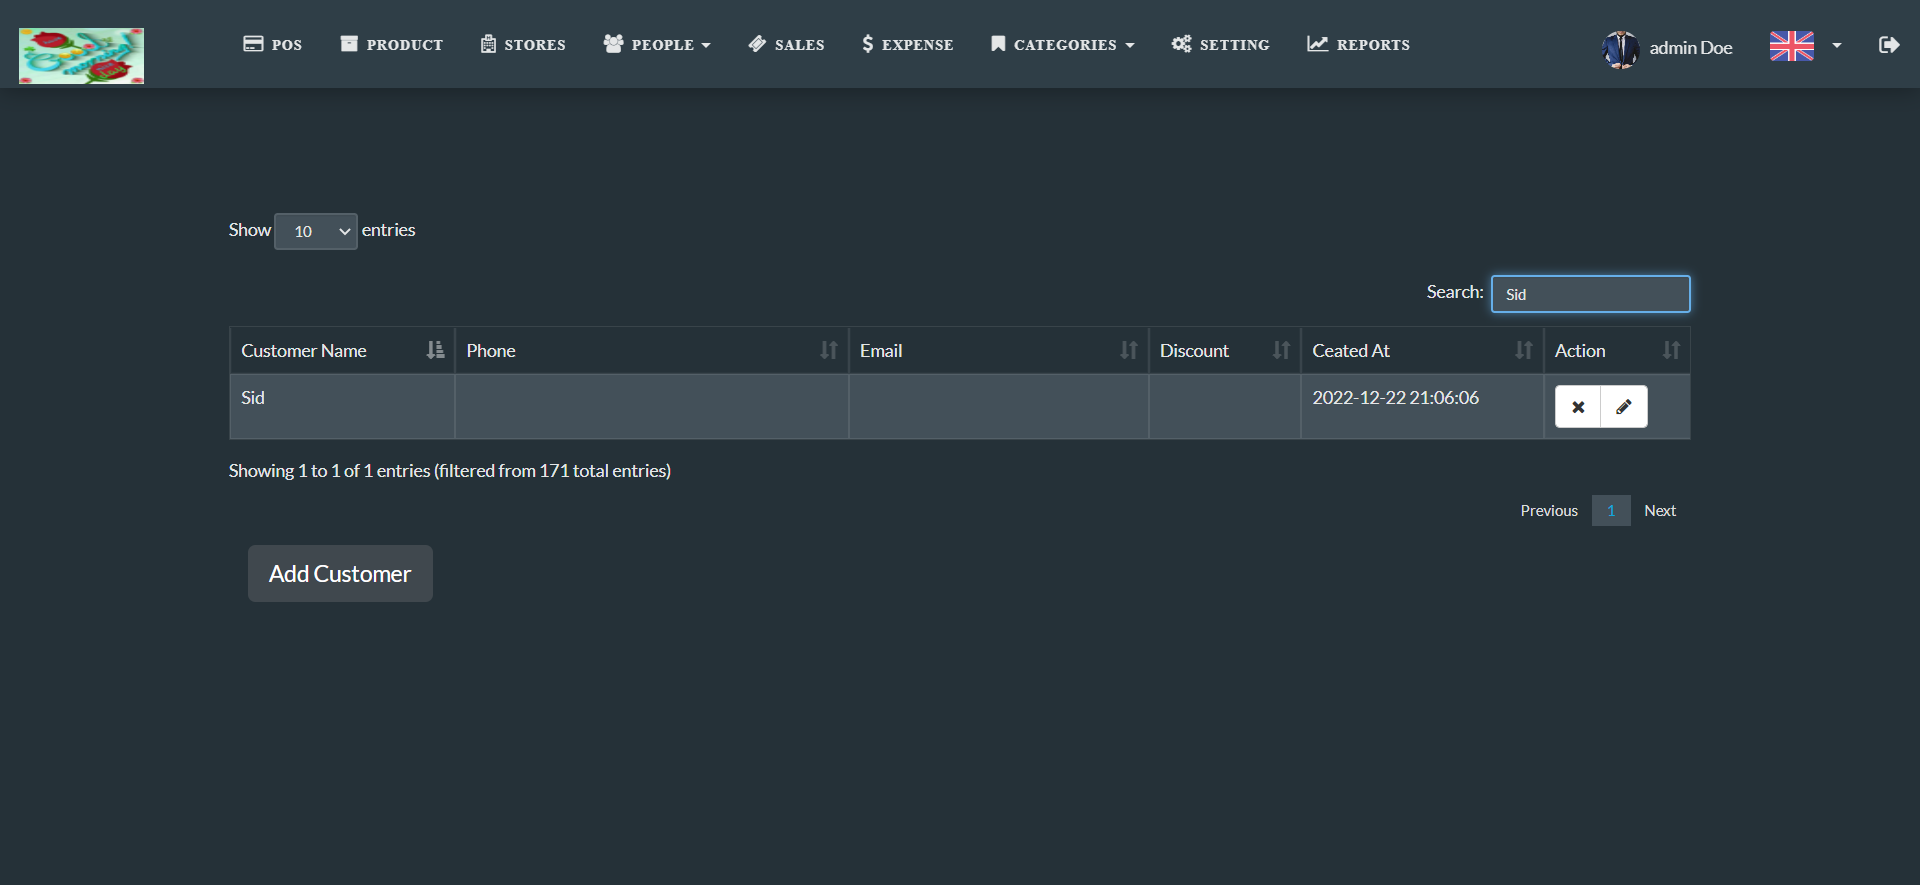 POS PRODUCT STORES PEOPLE SALES EXPENSE CATEGORIES SETTING REPORTS admin Doe
Show 10 entries
Search: Sid
Customer Name Phone Email Discount Ceated At Action
Sid 2022-12-22 21:06:06
Showing 1 to 1 of 1 entries (filtered from 171 total entries)
Previous 1 Next
Add Customer